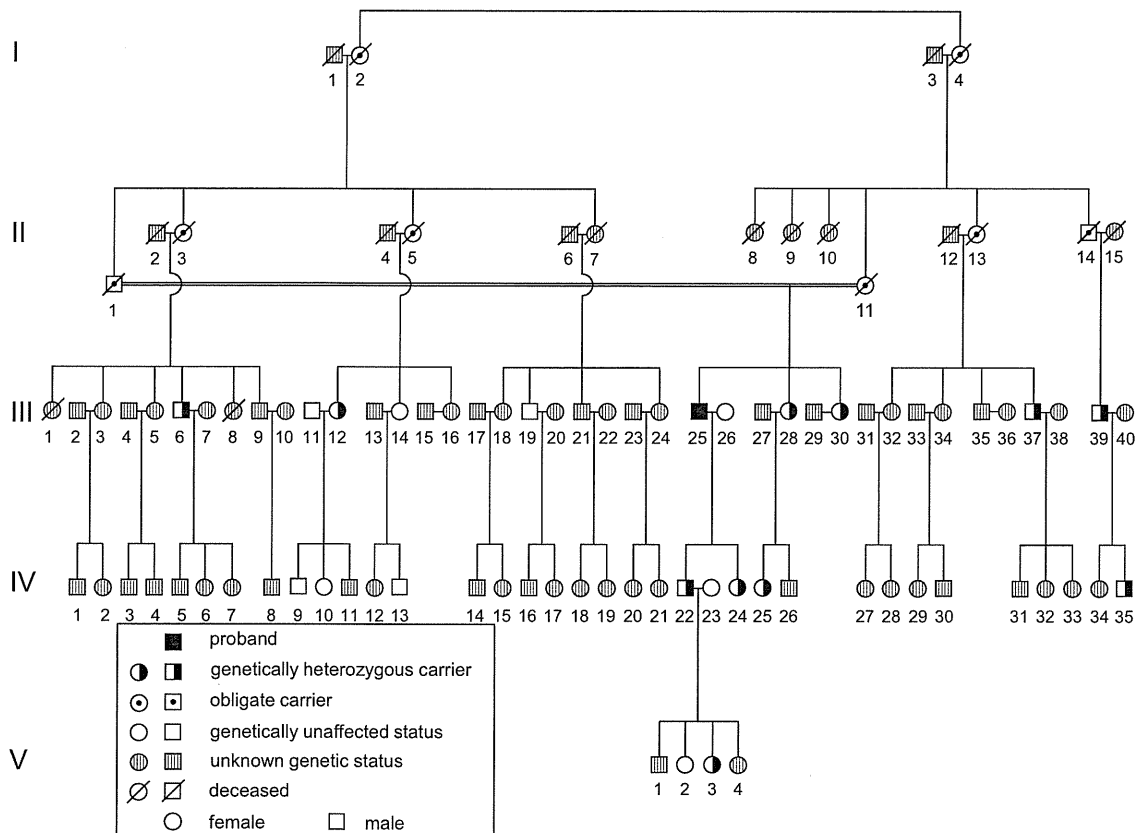 I
1 2 3 4
II
2 3 4 5 6 7 8 9 10 12 13 14 15
1 11
III
1 2 3 4 5 6 7 8 9 10 11 12 13 14 15 16 17 18 19 20 21 22 23 24 25 26 27 28 29 30 31 32 33 34 35 36 37 38 39 40
IV
1 2 3 4 5 6 7 8 9 10 11 12 13 14 15 16 17 18 19 20 21 22 23 24 25 26 27 28 29 30 31 32 33 34 35
proband
genetically heterozygous carrier
obligate carrier
genetically unaffected status
unknown genetic status
deceased
female male
V
1 2 3 4